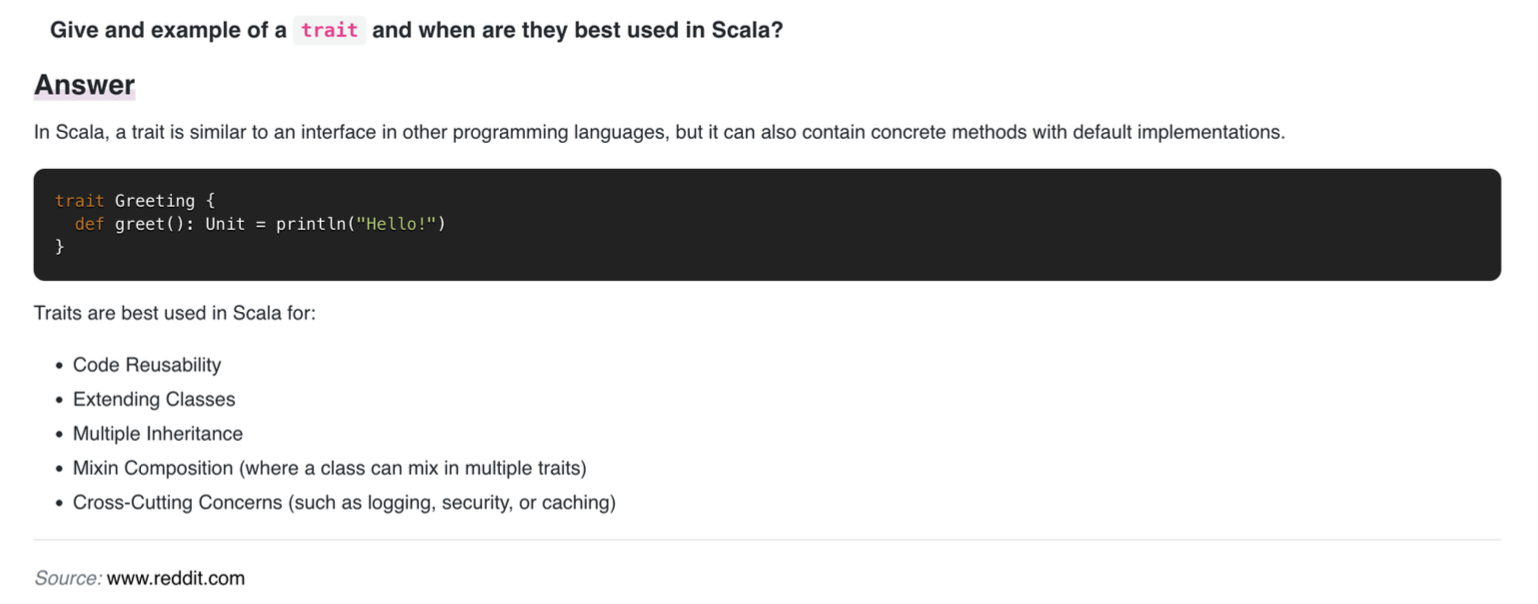 Give and example of a trait and when are they best used in Scala?
Answer
In Scala, a trait is similar to an interface in other programming languages, but it can also contain concrete methods with default implementations.
trait Greeting {
  def greet(): Unit = println("Hello!")
}
Traits are best used in Scala for:
• Code Reusability
• Extending Classes
• Multiple Inheritance
• Mixin Composition (where a class can mix in multiple traits)
• Cross-Cutting Concerns (such as logging, security, or caching)
Source: www.reddit.com